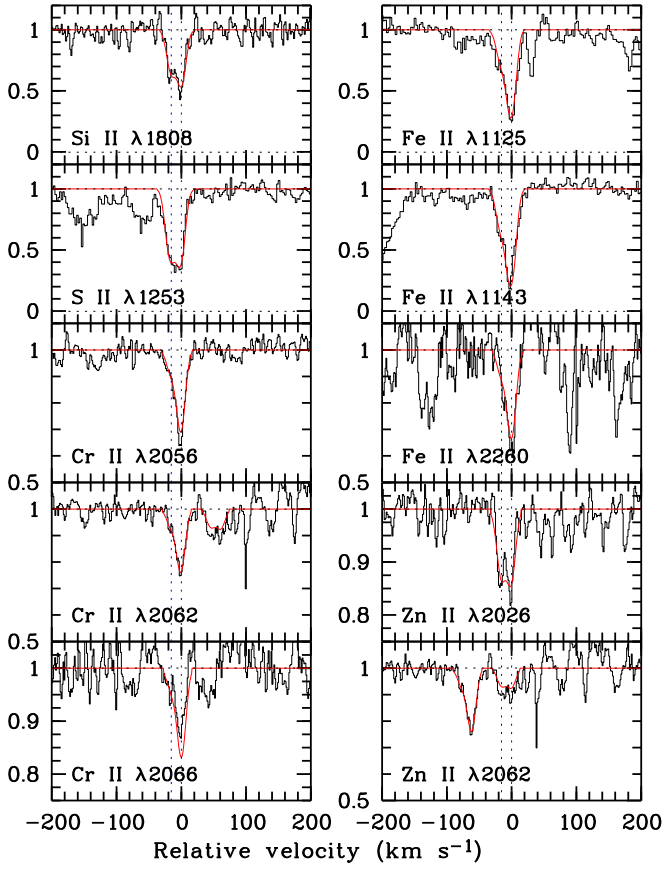 1
0.5
0
Si II λ1808
1
0.5
0
Fe II λ1125
1
0.5
0
S II λ1253
1
0.5
0
Fe II λ1143
1
0.5
Cr II λ2056
1
0.5
Fe II λ2260
1
0.5
Cr II λ2062
1
0.9
0.8
Zn II λ2026
1
0.9
0.8
Cr II λ2066
1
0.5
Zn II λ2062
-200 -100 0 100 200
-100 0 100 200
Relative velocity (km s⁻¹)